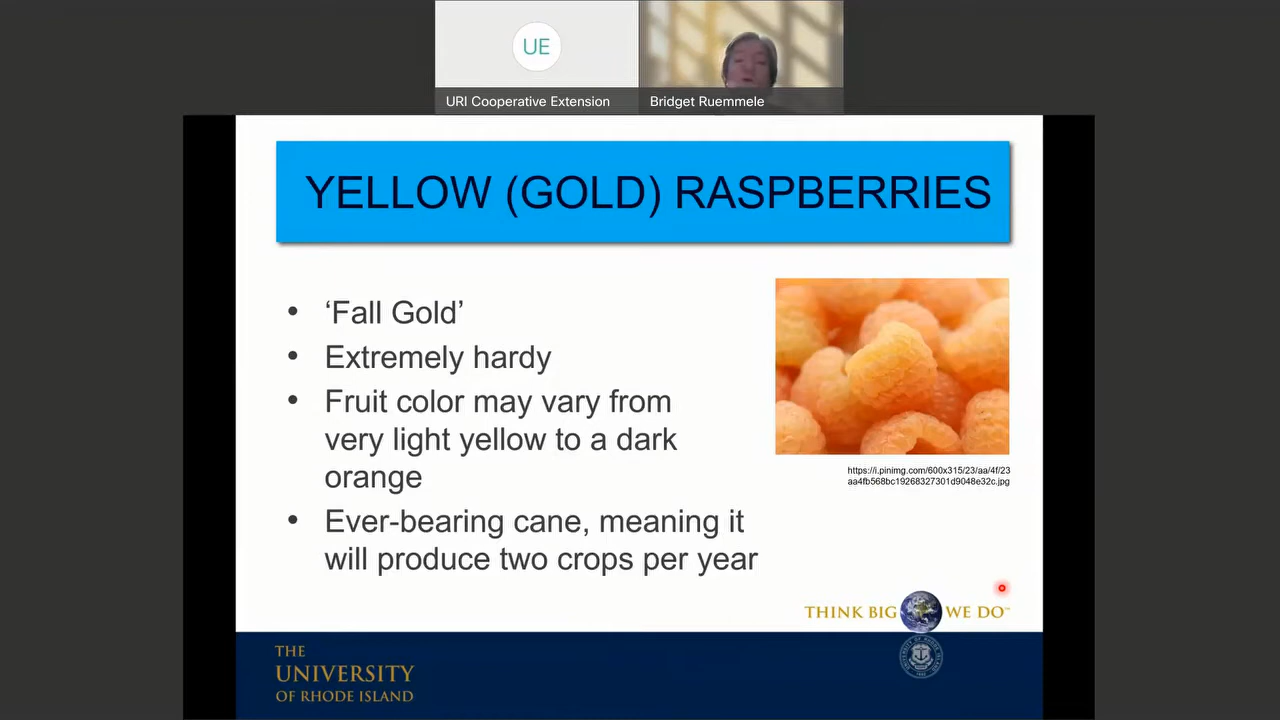 UE
URI Cooperative Extension
Bridget Ruemmele
YELLOW (GOLD) RASPBERRIES
• ‘Fall Gold’
• Extremely hardy
• Fruit color may vary from
very light yellow to a dark
orange
• Ever-bearing cane, meaning it
will produce two crops per year
https://i.pinimg.com/600x315/23/aa/4f/23
aa4fb568bc19268327301d9048e32c.jpg
THINK BIG WE DO™
THE
UNIVERSITY
OF RHODE ISLAND